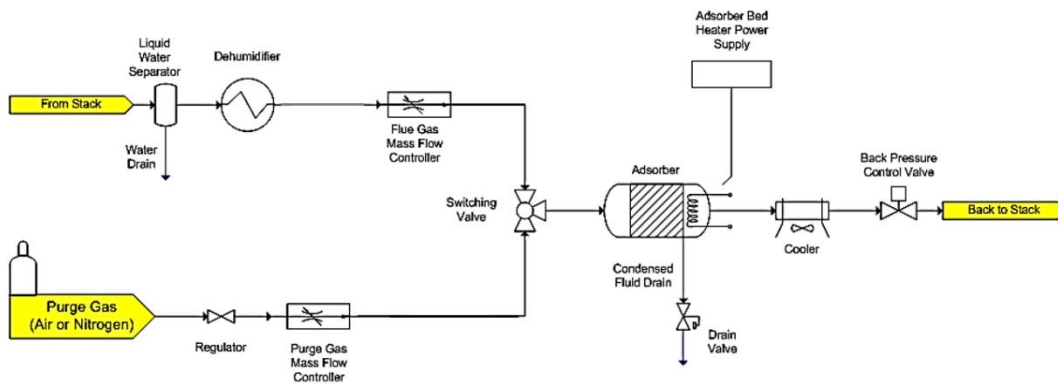 Adsorber Bed
Heater Power
Supply
Liquid
Water
Separator
Dehumidifier
From Stack
Water
Drain
Flue Gas
Mass Flow
Controller
Adsorber
Back Pressure
Control Valve
Switching
Valve
Back to Stack
Cooler
Condensed
Fluid Drain
Purge Gas
(Air or Nitrogen)
Regulator
Purge Gas
Mass Flow
Controller
Drain
Valve